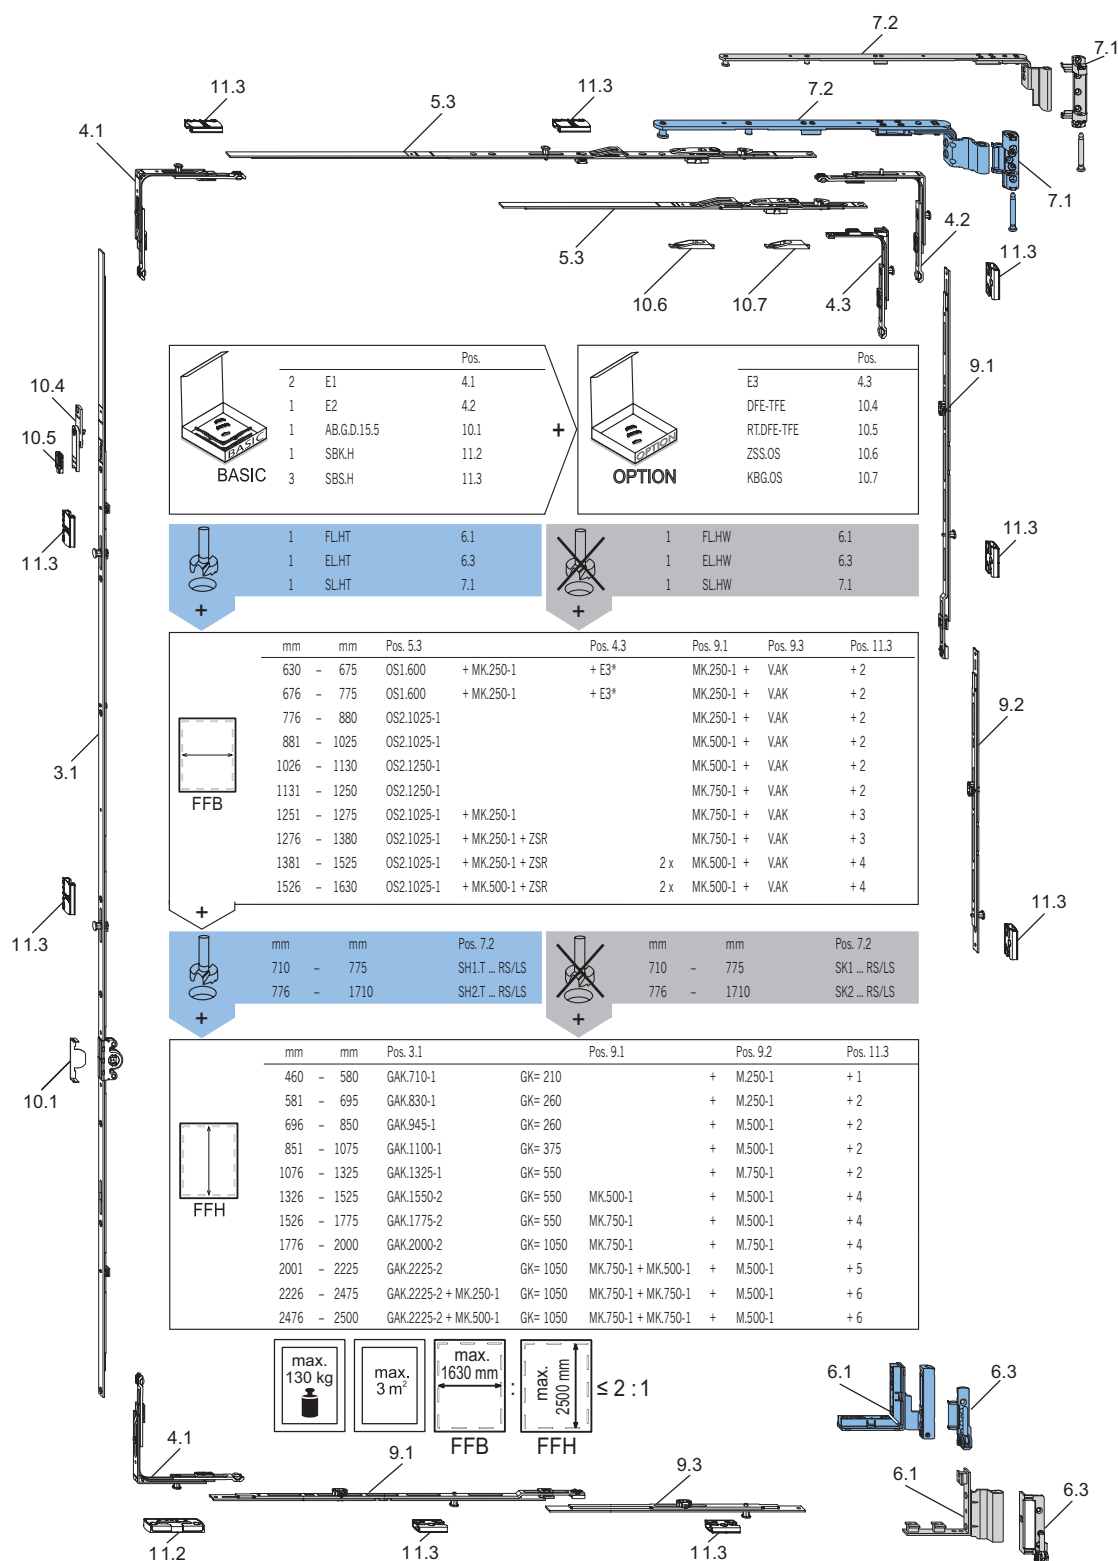 7.2
7.1
11.3
5.3
11.3
7.2
4.1
7.1
5.3
4.2
10.6
10.7
4.3
11.3
9.1
10.4
10.5
11.3
11.3
Pos.
2 E1 4.1
1 E2 4.2
1 AB.G.D.15.5 10.1
1 SBK.H 11.2
3 SBS.H 11.3
BASIC
BASIC
+
Pos.
E3 4.3
DFE-TFE 10.4
RT.DFE-TFE 10.5
ZSS.OS 10.6
KBG.OS 10.7
OPTION
OPTION
1 FL.HT 6.1
1 EL.HT 6.3
1 SL.HT 7.1
+
1 FL.HW 6.1
1 EL.HW 6.3
1 SL.HW 7.1
mm – mm Pos. 5.3 Pos. 4.3 Pos. 9.1 Pos. 9.3 Pos. 11.3
630 – 675 OS1.600 + MK.250-1 + E3* MK.250-1 + V.AK + 2
676 – 775 OS1.600 + MK.250-1 + E3* MK.250-1 + V.AK + 2
776 – 880 OS2.1025-1 MK.250-1 + V.AK + 2
881 – 1025 OS2.1025-1 MK.500-1 + V.AK + 2
1026 – 1130 OS2.1250-1 MK.500-1 + V.AK + 2
1131 – 1250 OS2.1250-1 MK.750-1 + V.AK + 2
1251 – 1275 OS2.1025-1 + MK.250-1 MK.750-1 + V.AK + 3
1276 – 1380 OS2.1025-1 + MK.250-1 + ZSR MK.750-1 + V.AK + 3
1381 – 1525 OS2.1025-1 + MK.250-1 + ZSR 2 x MK.500-1 + V.AK + 4
1526 – 1630 OS2.1025-1 + MK.500-1 + ZSR 2 x MK.500-1 + V.AK + 4
FFB
+
3.1
9.2
11.3
11.3
mm mm Pos. 7.2
710 – 775 SH1.T ... RS/LS
776 – 1710 SH2.T ... RS/LS
+
mm mm Pos. 7.2
710 – 775 SK1 ... RS/LS
776 – 1710 SK2 ... RS/LS
+
10.1
mm mm Pos. 3.1 Pos. 9.1 Pos. 9.2 Pos. 11.3
460 – 580 GAK.710-1 GK= 210 + M.250-1 + 1
581 – 695 GAK.830-1 GK= 260 + M.250-1 + 2
696 – 850 GAK.945-1 GK= 260 + M.500-1 + 2
851 – 1075 GAK.1100-1 GK= 375 + M.500-1 + 2
1076 – 1325 GAK.1325-1 GK= 550 + M.750-1 + 2
1326 – 1525 GAK.1550-2 GK= 550 MK.500-1 + M.500-1 + 4
1526 – 1775 GAK.1775-2 GK= 550 MK.750-1 + M.500-1 + 4
1776 – 2000 GAK.2000-2 GK= 1050 MK.750-1 + M.750-1 + 4
2001 – 2225 GAK.2225-2 GK= 1050 MK.750-1 + MK.500-1 + M.500-1 + 5
2226 – 2475 GAK.2225-2 + MK.250-1 GK= 1050 MK.750-1 + MK.750-1 + M.500-1 + 6
2476 – 2500 GAK.2225-2 + MK.500-1 GK= 1050 MK.750-1 + MK.750-1 + M.500-1 + 6
FFH
max.
130 kg
max.
3 m²
max.
1630 mm
FFB
:
max.
2500 mm
FFH
≤ 2 : 1
4.1
9.1
9.3
11.2
11.3
11.3
6.1
6.3
6.1
6.3